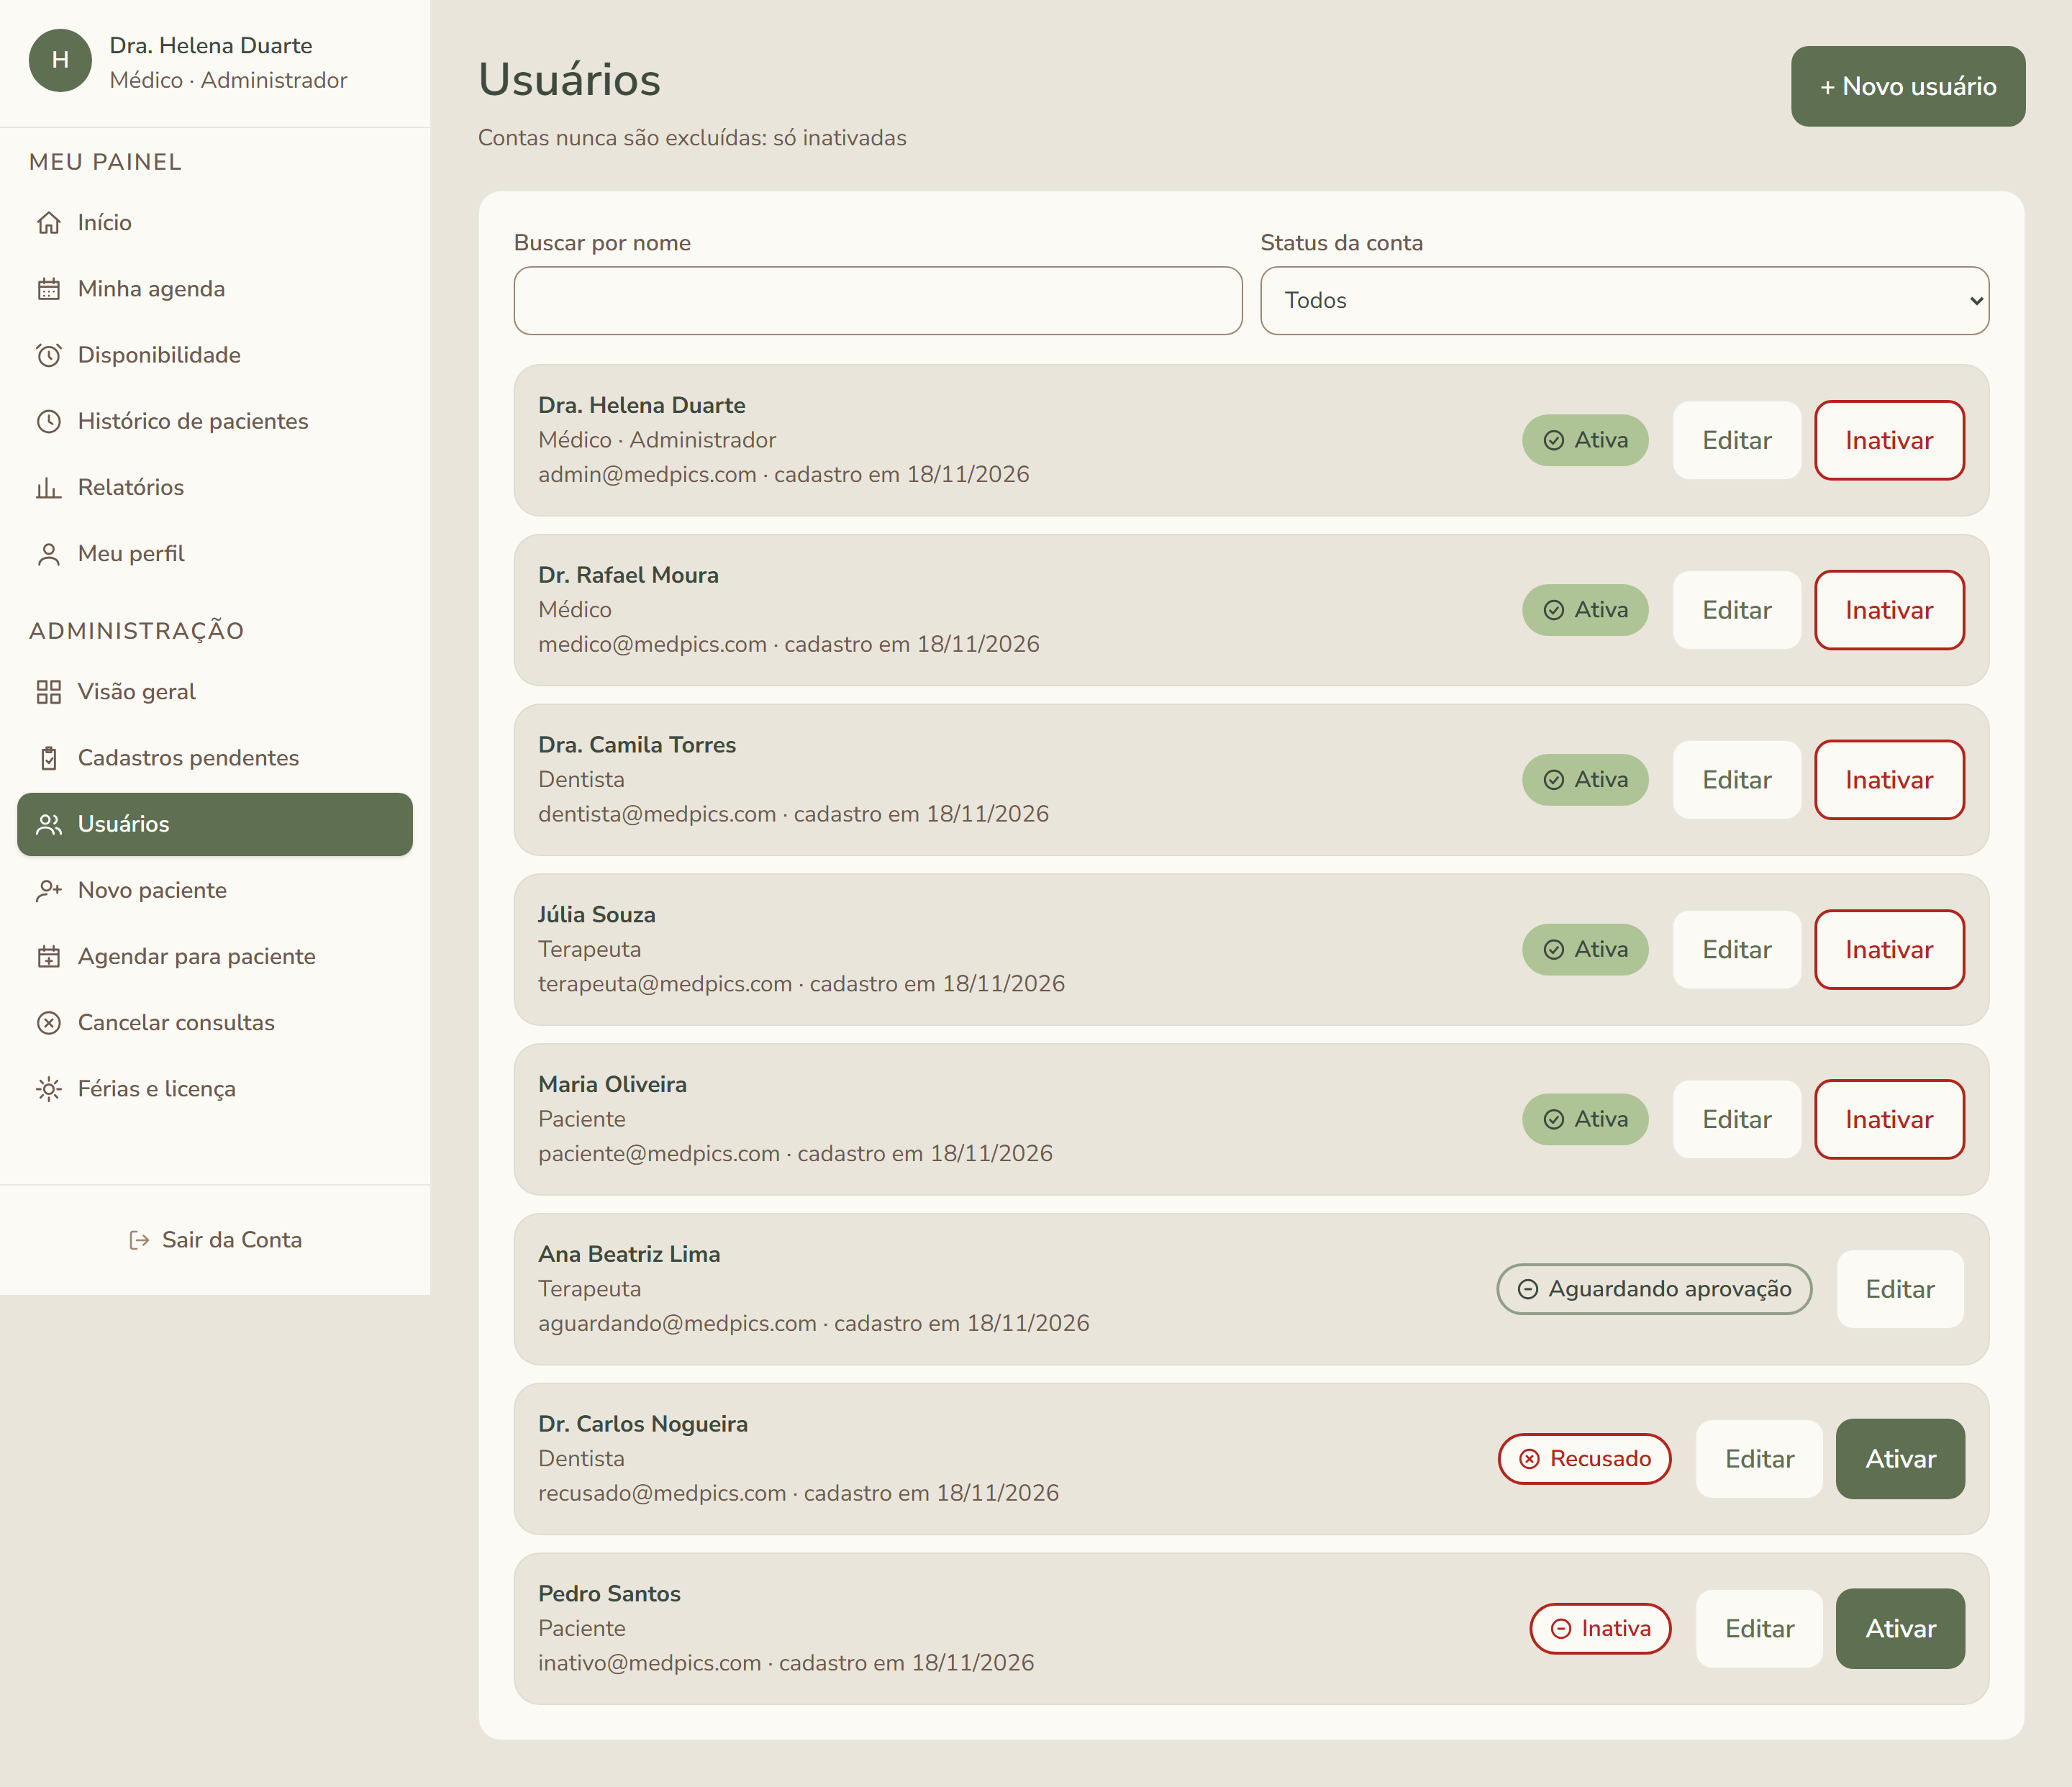 H
Dra. Helena Duarte
Médico · Administrador
MEU PAINEL
Início
Minha agenda
Disponibilidade
Histórico de pacientes
Relatórios
Meu perfil
ADMINISTRAÇÃO
Visão geral
Cadastros pendentes
Usuários
Novo paciente
Agendar para paciente
Cancelar consultas
Férias e licença
Sair da Conta
Usuários
Contas nunca são excluídas: só inativadas
+ Novo usuário
Buscar por nome
Status da conta
Todos
Dra. Helena Duarte
Médico · Administrador
admin@medpics.com · cadastro em 18/11/2026
Ativa
Editar
Inativar
Dr. Rafael Moura
Médico
medico@medpics.com · cadastro em 18/11/2026
Ativa
Editar
Inativar
Dra. Camila Torres
Dentista
dentista@medpics.com · cadastro em 18/11/2026
Ativa
Editar
Inativar
Júlia Souza
Terapeuta
terapeuta@medpics.com · cadastro em 18/11/2026
Ativa
Editar
Inativar
Maria Oliveira
Paciente
paciente@medpics.com · cadastro em 18/11/2026
Ativa
Editar
Inativar
Ana Beatriz Lima
Terapeuta
aguardando@medpics.com · cadastro em 18/11/2026
Aguardando aprovação
Editar
Dr. Carlos Nogueira
Dentista
recusado@medpics.com · cadastro em 18/11/2026
Recusado
Editar
Ativar
Pedro Santos
Paciente
inativo@medpics.com · cadastro em 18/11/2026
Inativa
Editar
Ativar